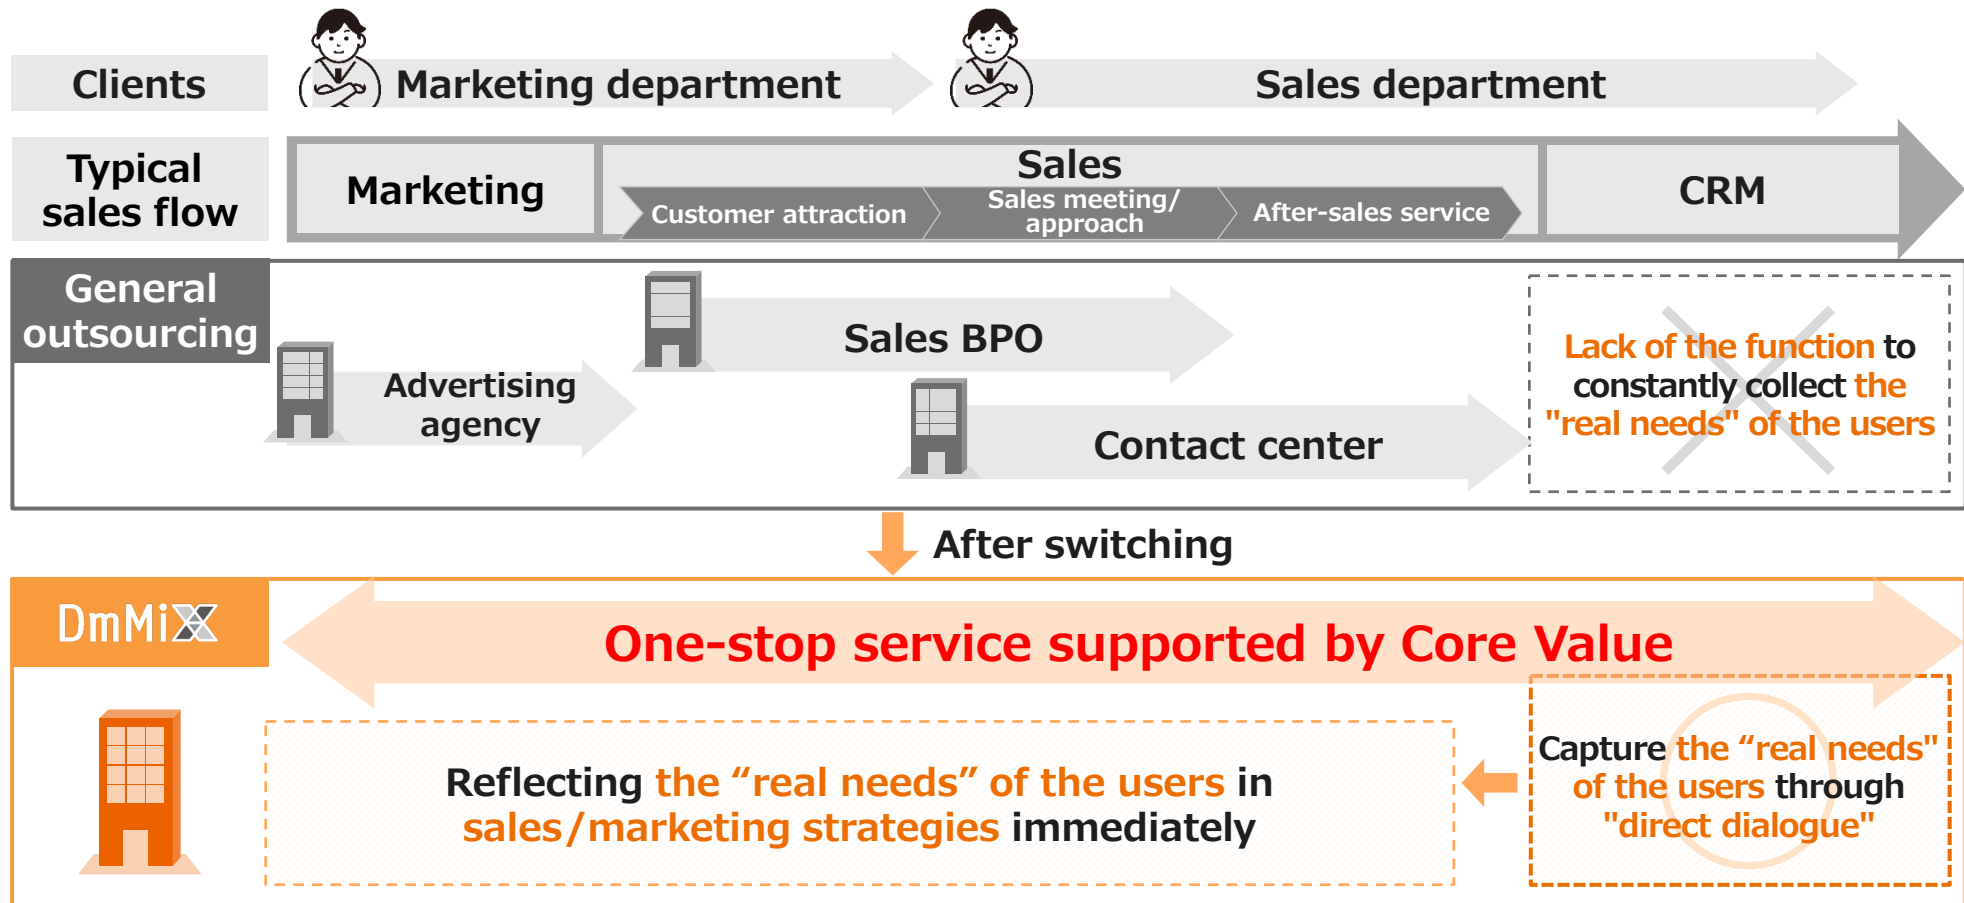 Clients
Marketing department
Sales department
Typical
sales flow
Marketing
Sales
Customer attraction
Sales meeting/
approach
After-sales service
CRM
General
outsourcing
Advertising
agency
Sales BPO
Contact center
Lack of the function to
constantly collect the
"real needs" of the users
After switching
DmMiX
One-stop service supported by Core Value
Reflecting the “real needs” of the users in
sales/marketing strategies immediately
Capture the “real needs"
of the users through
"direct dialogue"